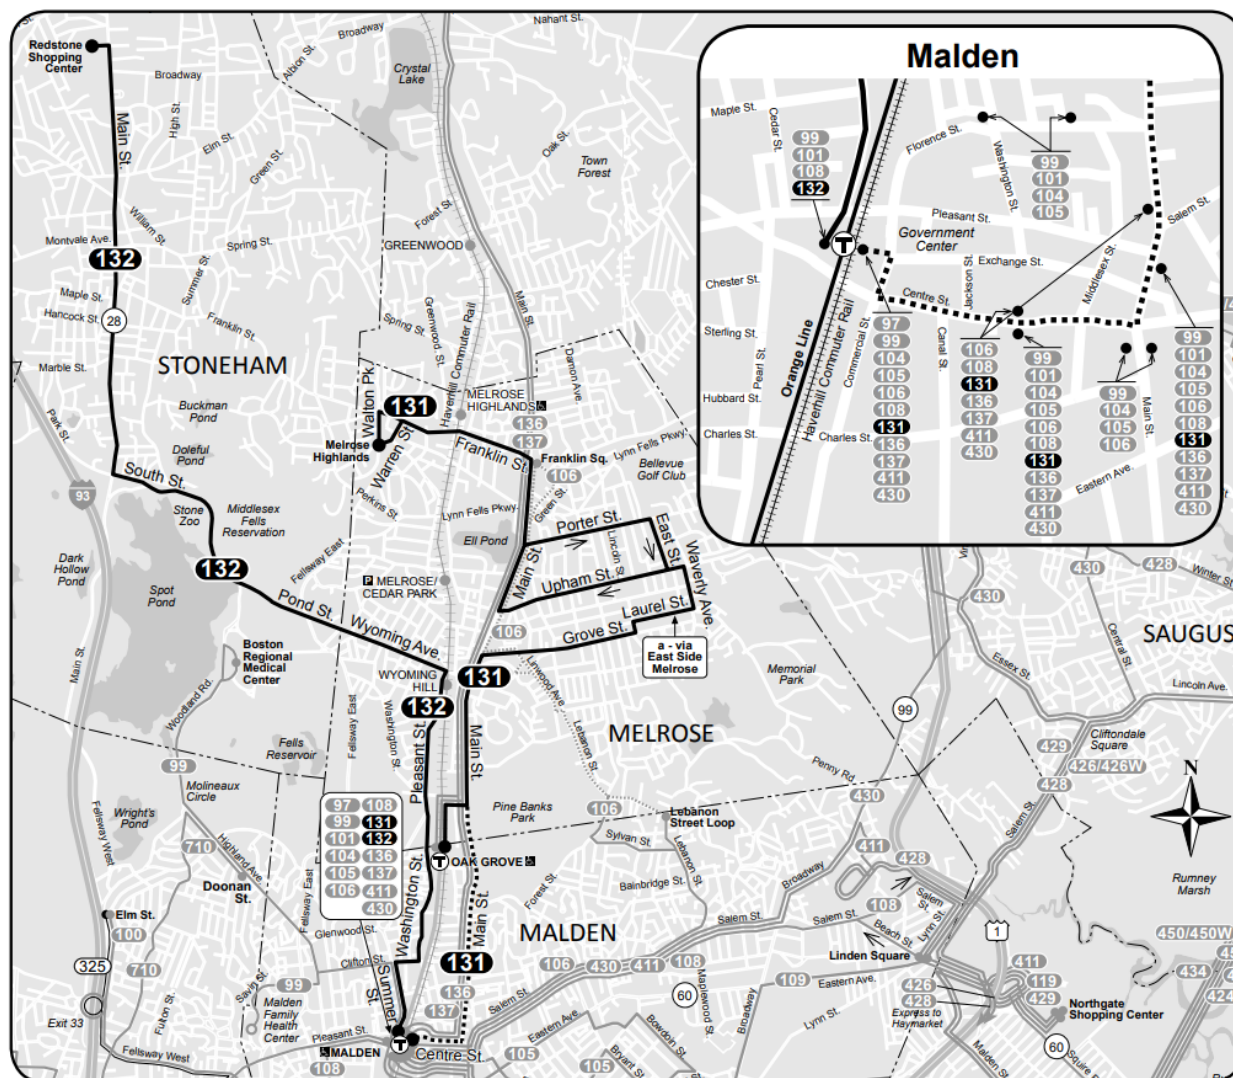 Redstone
Shopping
Center
Broadway
Main St.
High St.
Elm St.
Green St.
Albion St.
Broadway
Crystal
Lake
Nahant St.
Oak St.
Town
Forest
Forest St.
GREENWOOD
William St.
Montvale Ave.
132
Spring St.
Summer St.
Maple St.
Hancock St.
28
Franklin St.
Marble St.
STONEHAM
Park St.
93
Buckman
Pond
Doleful
Pond
Spring St.
Greenwood. St.
Haverhill Commuter Rail
Main St.
Damon Ave.
Walton Pk.
131
MELROSE
HIGHLANDS
136
137
Melrose
Highlands
Warren St.
Franklin St.
Franklin Sq.
106
Lynn Fells Pkwy.
Bellevue
Golf Club
South St.
Stone
Zoo
Middlesex
Fells
Reservation
Perkins St.
Lynn Fells Pkwy.
Green St.
Ell Pond
Porter St.
Main St.
Lincoln St.
East St.
Upham St.
Waverly Ave.
Laurel St.
Grove St.
a - via
East Side
Melrose
Dark
Hollow
Pond
Spot
Pond
132
Fellsway East
P MELROSE/
CEDAR PARK
Pond St.
Wyoming Ave.
106
Boston
Regional
Medical
Center
Main St.
Woodland Rd.
WYOMING
HILL
131
132
Linwood Ave
Memorial
Park
Fellsway East
Washington St.
Pleasant St.
Main St.
Lebanon St.
MELROSE
Fells
Reservoir
99
Molineaux
Circle
Wright's
Pond
Fellsway West
710
Highland Ave.
Doonan
St.
97 108
99 131
101 132
104 136
105 137
106 411
430
Pine Banks
Park
T OAK GROVE
106
Lebanon
Street Loop
Sylvan St.
Lebanon St.
Penny Rd.
430
99
Fellsway East
Glenwood St.
Clifton St.
Washington St.
Main St.
Forest St.
Bainbridge St.
MALDEN
Salem St.
Broadway
411
428
108
Salem St.
Salem St.
Beach St.
Lynn St.
Linden Square
Elm St.
100
325
Exit 33
710
Fulton St.
Savin St.
99
Malden
Family
Health
Center
Summer St.
131
136
137
Salem St.
106
430
411
108
60
Maplewood St.
109
Eastern Ave.
Broadway
Lynn St.
Pleasant St.
MALDEN
108
T
Centre St.
Fellsway West
Eastern Ave
105
Bryant St.
105
Bowdoin St.
426
428
Express to
Haymarket
Malden St.
1
411
119
429
Northgate
Shopping Center
60
Squire Rd.
430
428
Winter St.
430
Central St.
SAUGUS
Essex St.
Lincoln Ave.
Cliftondale
Square
429
426/426W
428
Salem St.
N
Rumney
Marsh
450/450W
434
424
Malden
Maple St.
Cedar St.
99
101
108
132
Florence St.
Washington St.
99
101
104
105
Pleasant St.
Government
Center
Salem St.
T
Exchange St.
Jackson St.
Middlesex St.
Chester St.
Centre St.
Sterling St.
Pearl St.
Orange Line
Haverhill Commuter Rail
Commercial St.
Canal St.
Hubbard St.
Charles St.
Charles St.
97
99
104
105
106
108
131
136
137
411
430
106
108
131
136
137
411
430
99
101
104
105
106
108
131
136
137
411
430
99
104
105
106
Main St.
Eastern Ave.
99
101
104
105
106
108
131
136
137
411
430